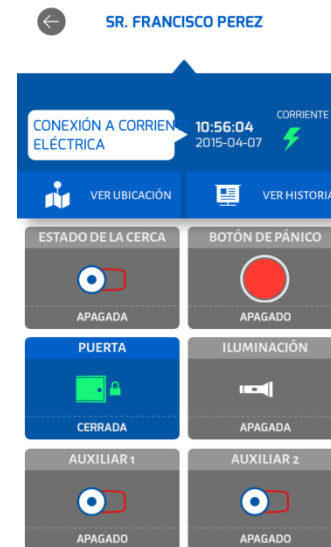 SR. FRANCISCO PEREZ
CONEXIÓN A CORRIEN
ELÉCTRICA
10:56:04
2015-04-07
CORRIENTE
VER UBICACIÓN
VER HISTORIA
ESTADO DE LA CERCA
BOTÓN DE PÁNICO
APAGADA
APAGADO
PUERTA
ILUMINACIÓN
CERRADA
APAGADA
AUXILIAR 1
AUXILIAR 2
APAGADO
APAGADO